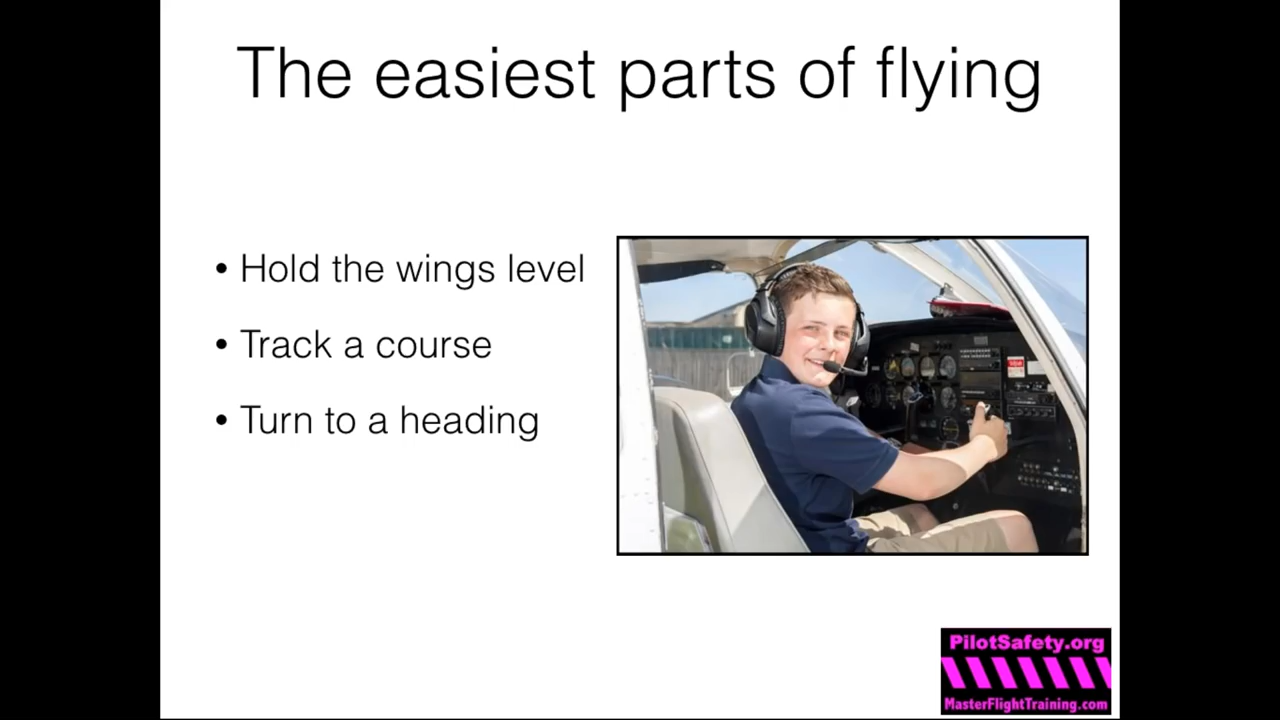 The easiest parts of flying
• Hold the wings level
• Track a course
• Turn to a heading
PilotSafety.org
MasterFlightTraining.com